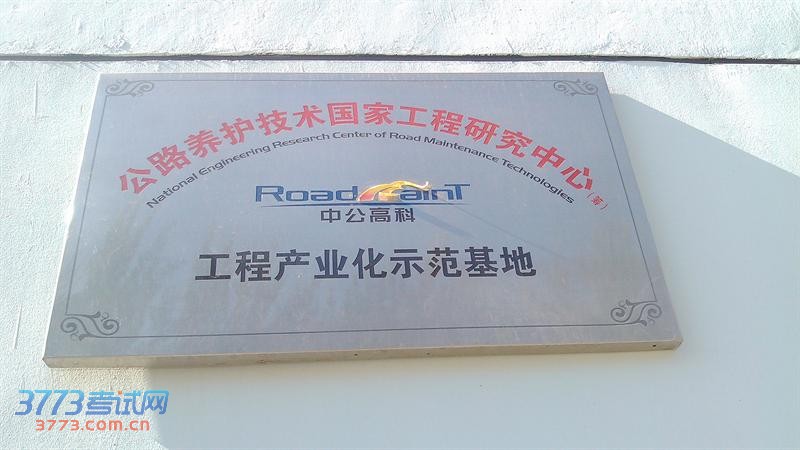 公路养护技术国家工程研究中心(筹)
National Engineering Research Center of Road Maintenance Technologies
RoadMainT
中公高科
工程产业化示范基地
3773考试网
3773.com.cn